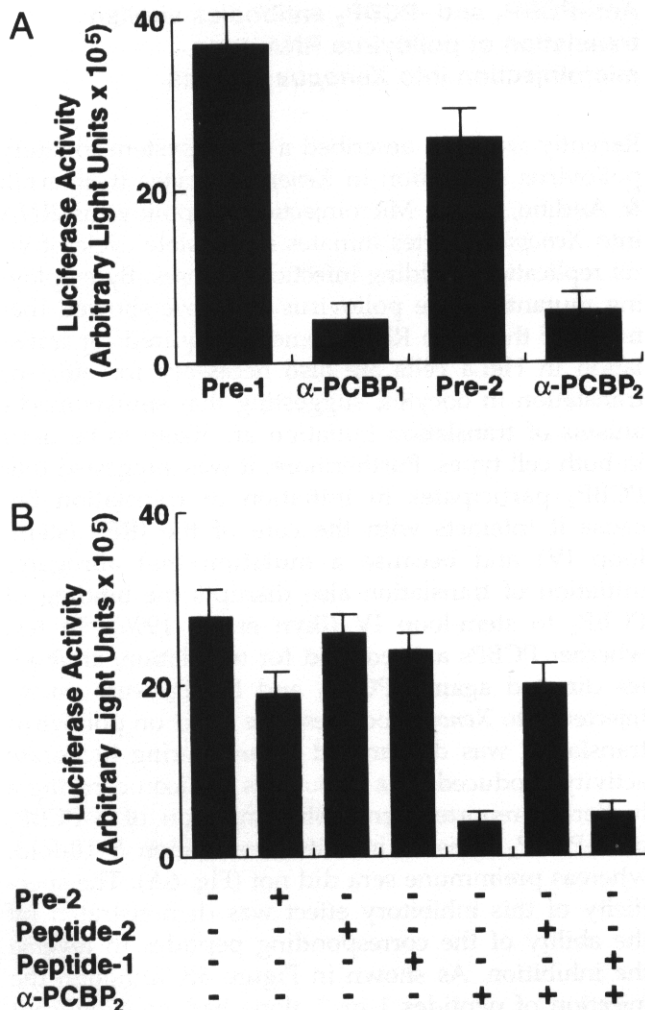 A
Luciferase Activity
(Arbitrary Light Units x 10⁵)
20
0
Pre-1 α-PCBP₁ Pre-2 α-PCBP₂
B
Luciferase Activity
(Arbitrary Light Units x 10⁵)
40
20
0
Pre-2 - + - - - - -
Peptide-2 - - + - - + -
Peptide-1 - - - + - - +
α-PCBP₂ - - - - + + +